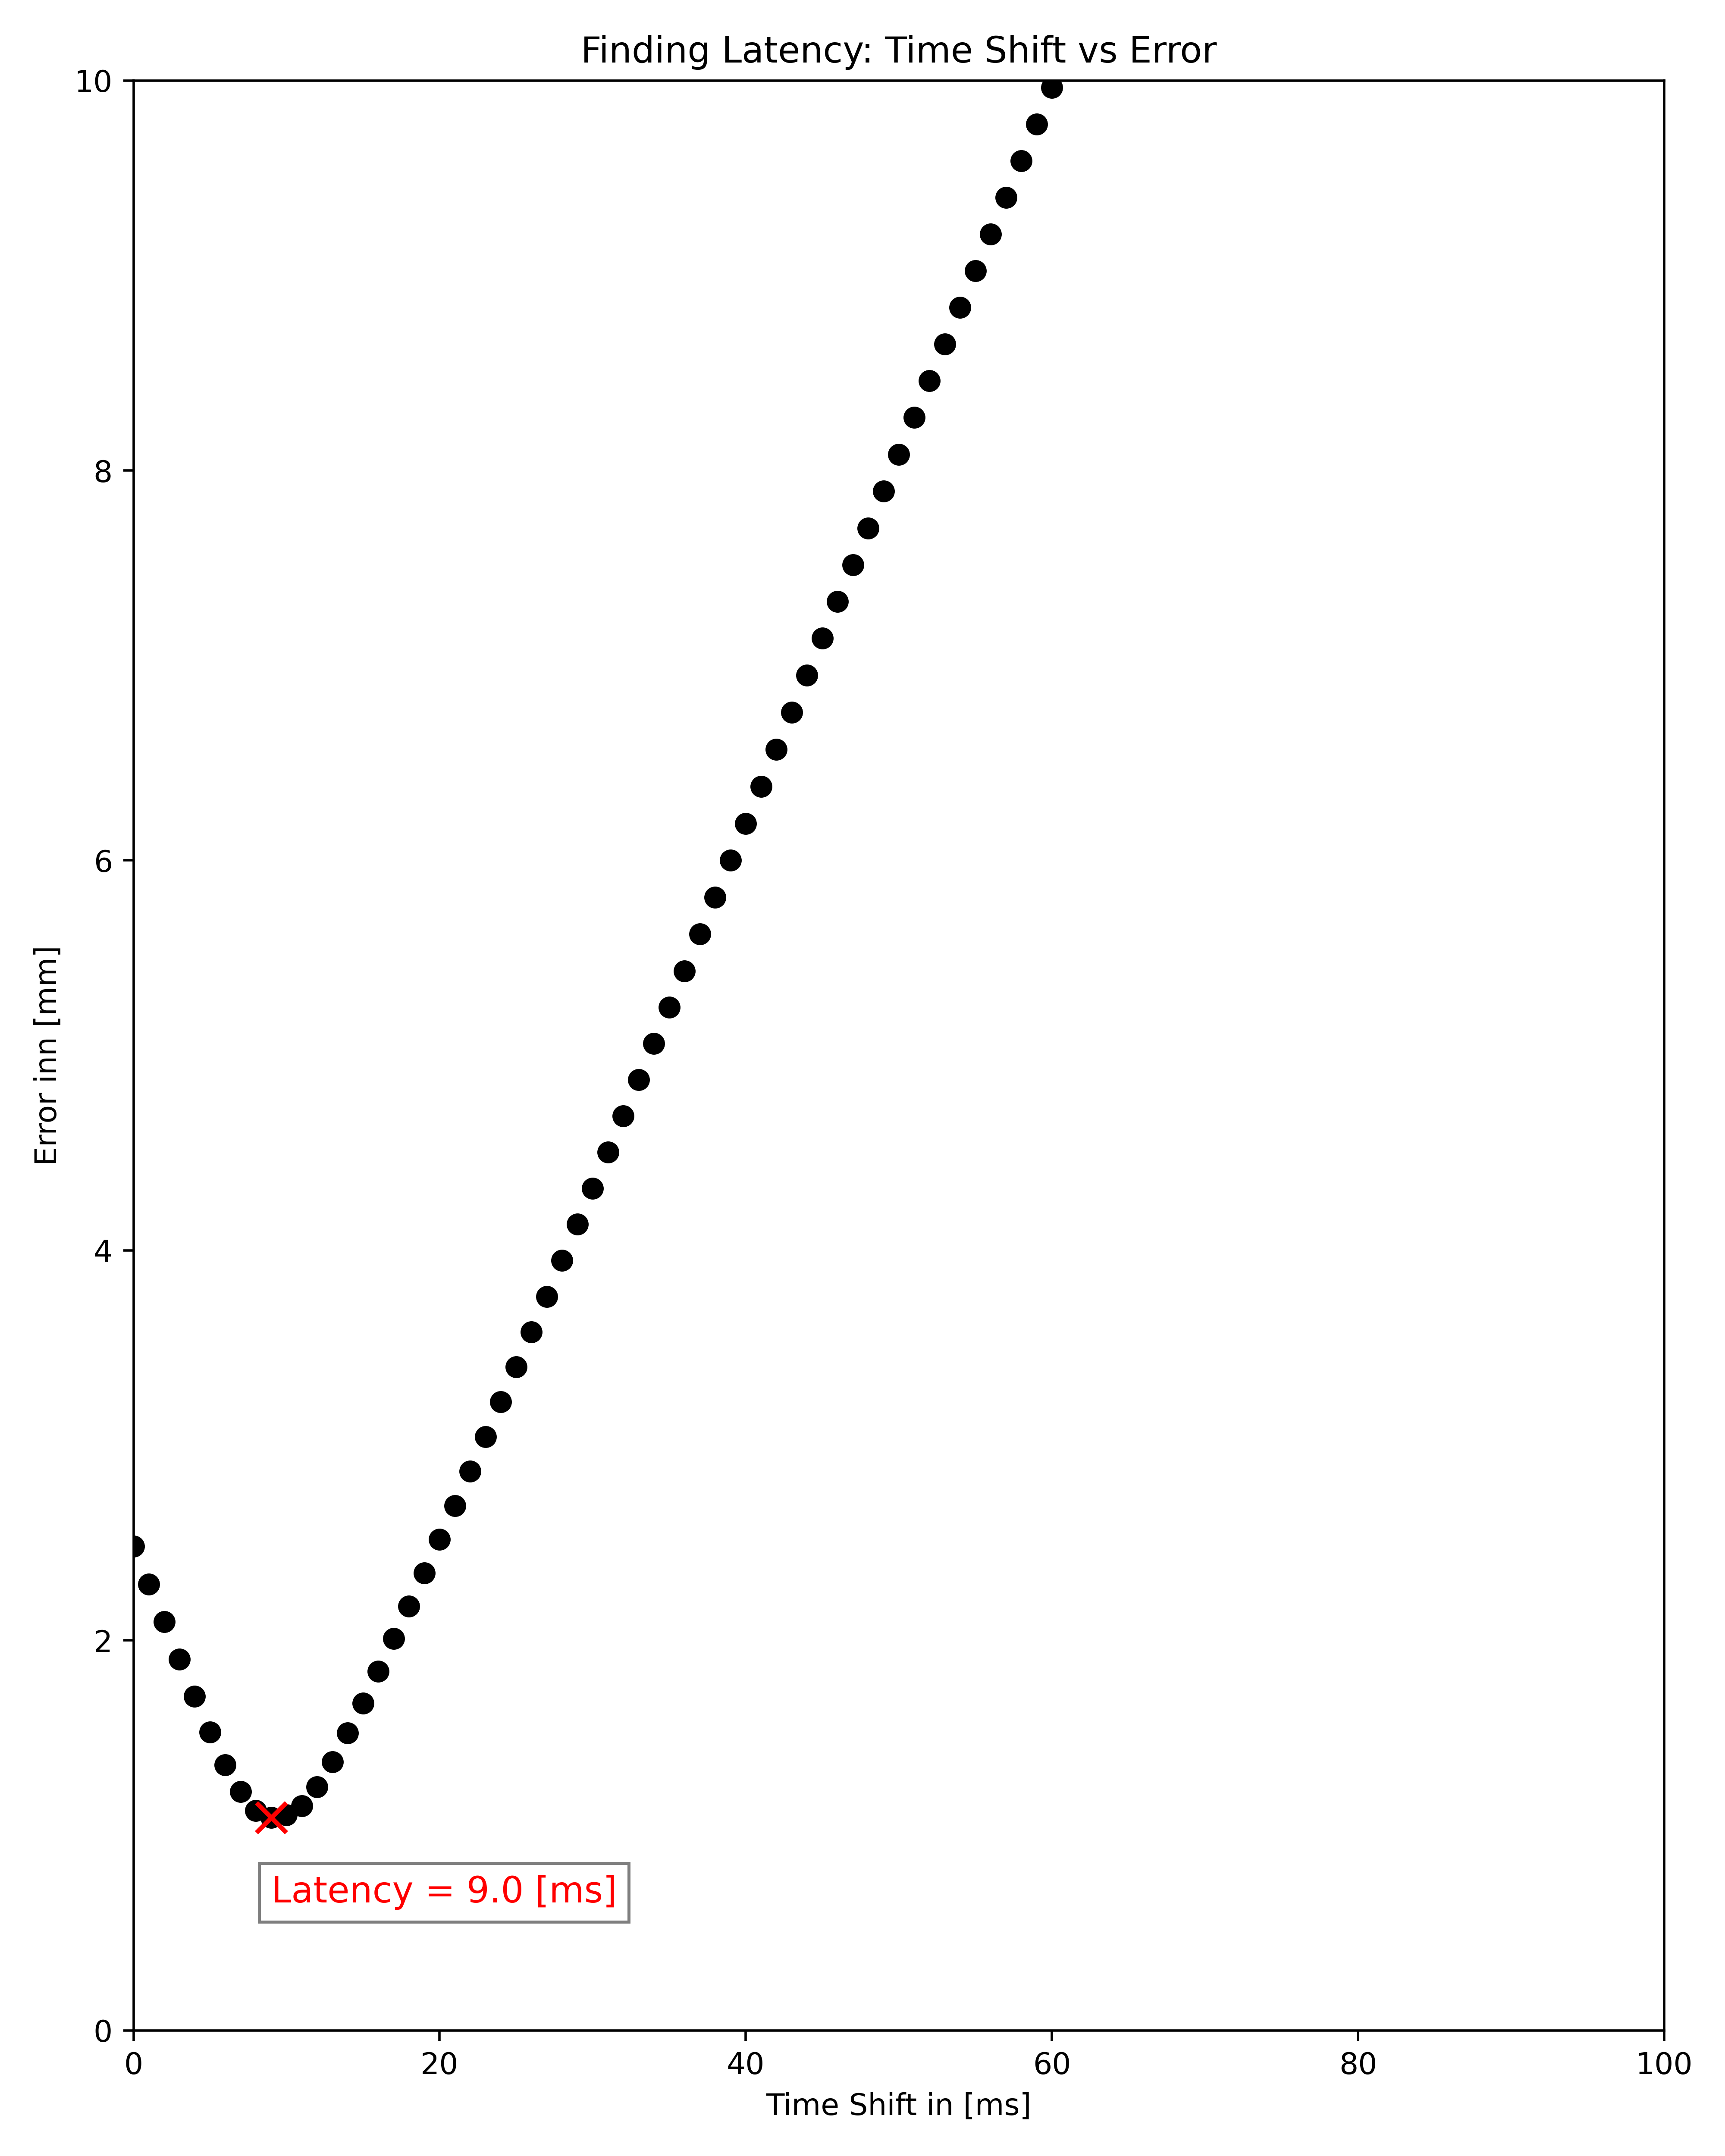 Finding Latency: Time Shift vs Error
10
8
6
4
2
0
Error inn [mm]
Latency = 9.0 [ms]
0 20 40 60 80 100
Time Shift in [ms]